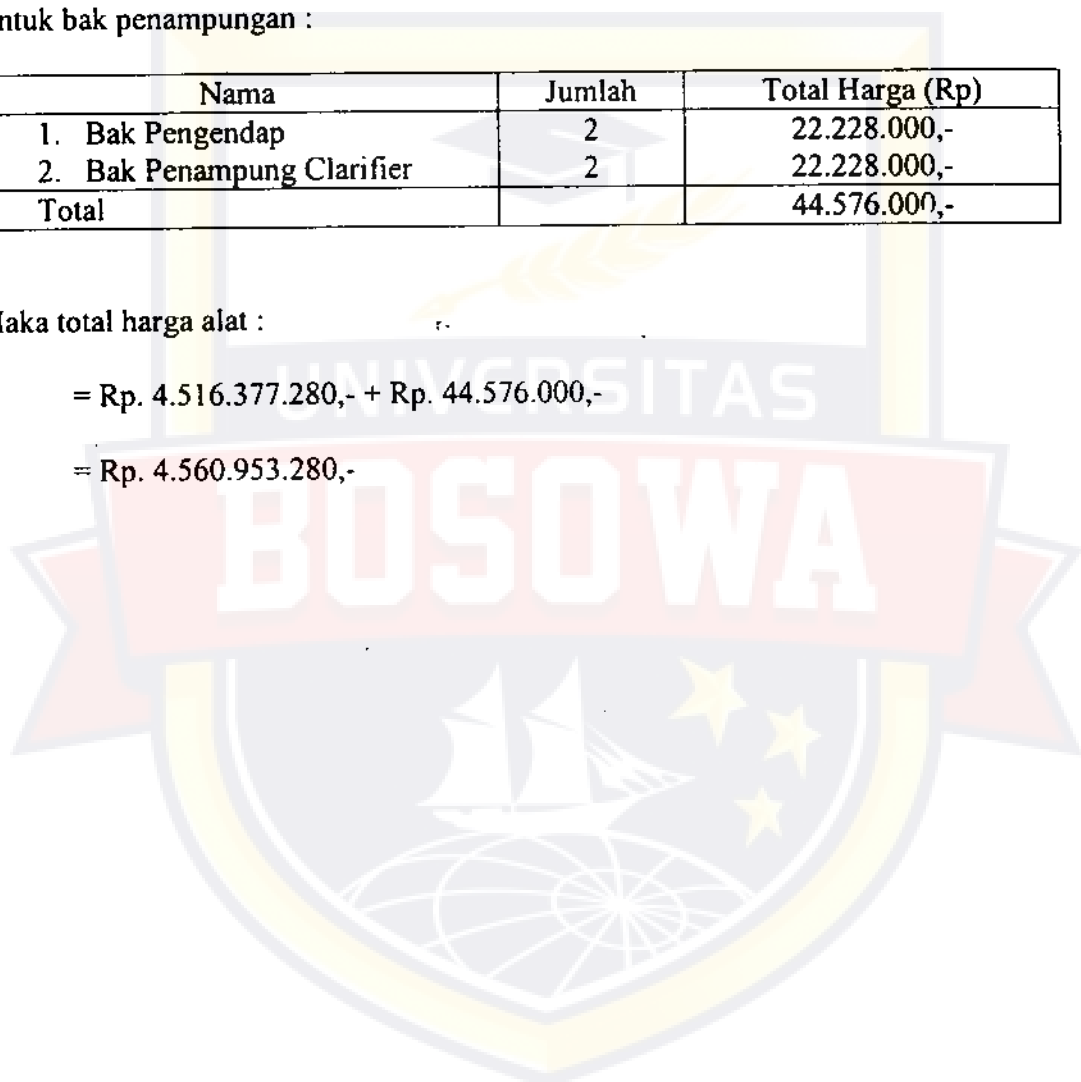 ntuk bak penampungan :
Nama Jumlah Total Harga (Rp)
1. Bak Pengendap 2 22.228.000,-
2. Bak Penampung Clarifier 2 22.228.000,-
Total 44.576.000,-
laka total harga alat :
= Rp. 4.516.377.280,- + Rp. 44.576.000,-
= Rp. 4.560.953.280,-
UNIVERSITAS
BOSOWA